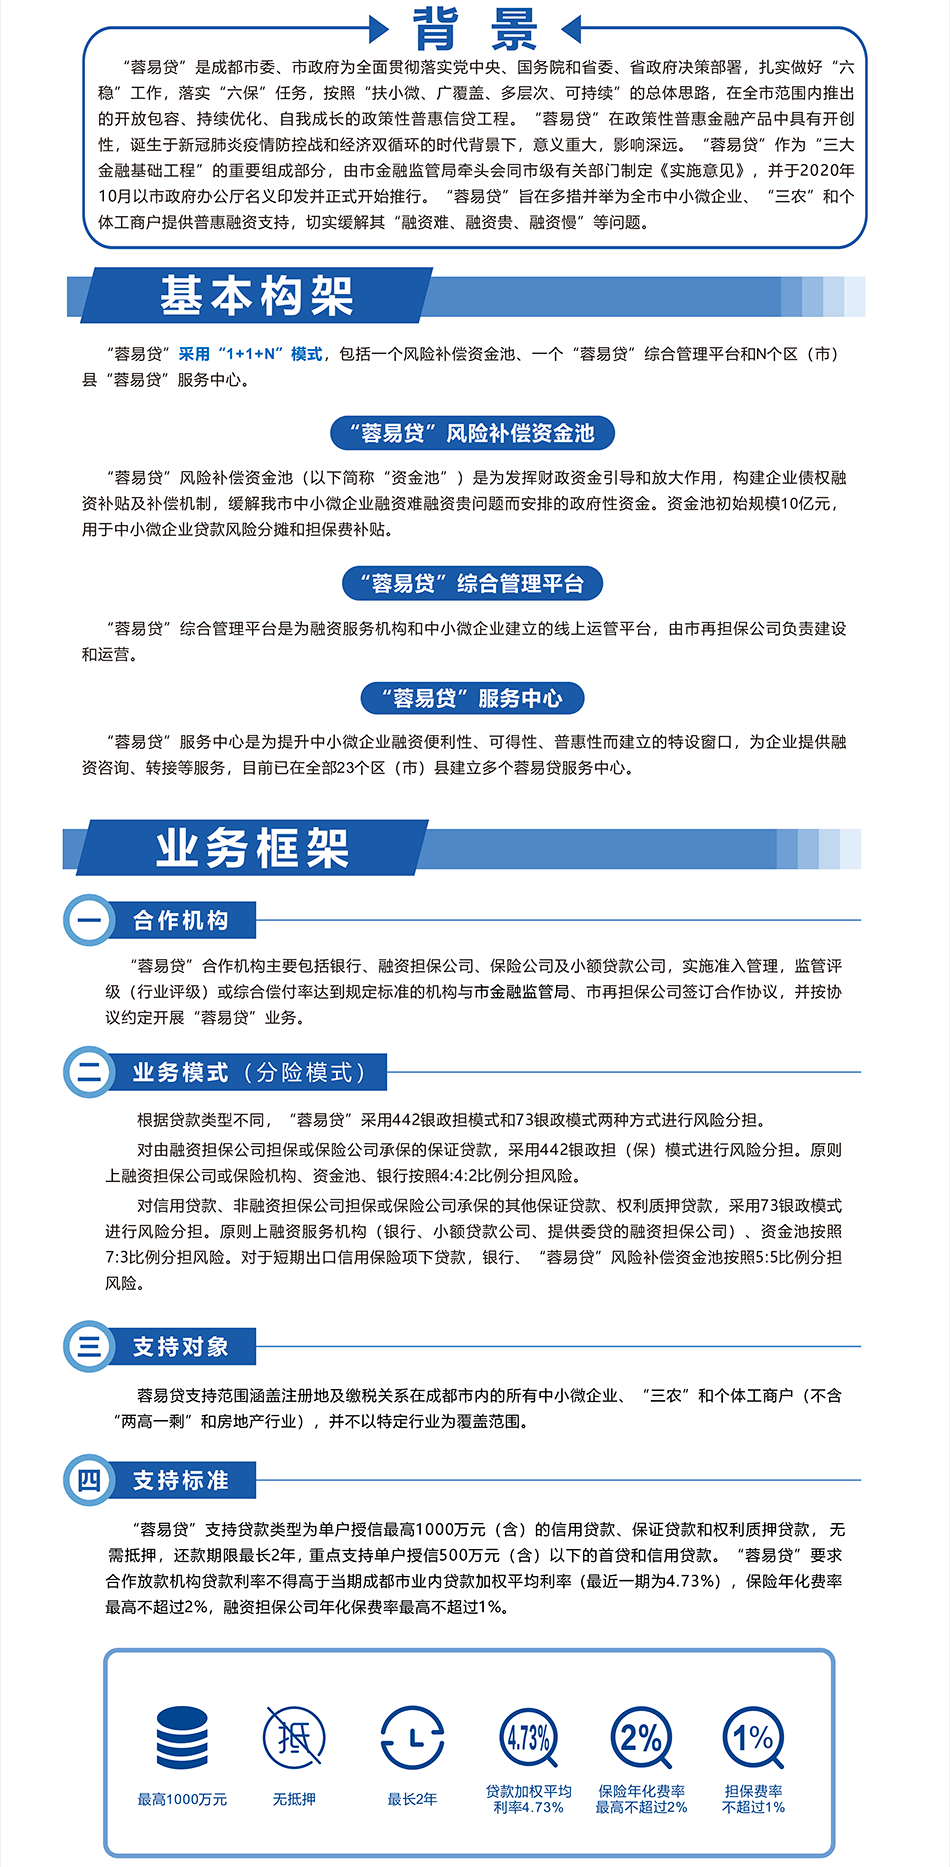 背 景
“蓉易贷”是成都市委、市政府为全面贯彻落实党中央、国务院和省委、省政府决策部署，扎实做好“六
稳”工作，落实“六保”任务，按照“扶小微、广覆盖、多层次、可持续”的总体思路，在全市范围内推出
的开放包容、持续优化、自我成长的政策性普惠信贷工程。“蓉易贷”在政策性普惠金融产品中具有开创
性，诞生于新冠肺炎疫情防控战和经济双循环的时代背景下，意义重大，影响深远。“蓉易贷”作为“三大
金融基础工程”的重要组成部分，由市金融监管局牵头会同市级有关部门制定《实施意见》，并于2020年
10月以市政府办公厅名义印发并正式开始推行。“蓉易贷”旨在多措并举为全市中小微企业、“三农”和个
体工商户提供普惠融资支持，切实缓解其“融资难、融资贵、融资慢”等问题。
基本构架
“蓉易贷”采用“1+1+N”模式，包括一个风险补偿资金池、一个“蓉易贷”综合管理平台和N个区（市）
县“蓉易贷”服务中心。
“蓉易贷”风险补偿资金池
“蓉易贷”风险补偿资金池（以下简称“资金池”）是为发挥财政资金引导和放大作用，构建企业债权融
资补贴及补偿机制，缓解我市中小微企业融资难融资贵问题而安排的政府性资金。资金池初始规模10亿元，
用于中小微企业贷款风险分摊和担保费补贴。
“蓉易贷”综合管理平台
“蓉易贷”综合管理平台是为融资服务机构和中小微企业建立的线上运管平台，由市再担保公司负责建设
和运营。
“蓉易贷”服务中心
“蓉易贷”服务中心是为提升中小微企业融资便利性、可得性、普惠性而建立的特设窗口，为企业提供融
资咨询、转接等服务，目前已在全部23个区（市）县建立多个蓉易贷服务中心。
业务框架
一 合作机构
“蓉易贷”合作机构主要包括银行、融资担保公司、保险公司及小额贷款公司，实施准入管理，监管评
级（行业评级）或综合偿付率达到规定标准的机构与市金融监管局、市再担保公司签订合作协议，并按协
议约定开展“蓉易贷”业务。
二 业务模式（分险模式）
根据贷款类型不同，“蓉易贷”采用442银政担模式和73银政模式两种方式进行风险分担。
对由融资担保公司担保或保险公司承保的保证贷款，采用442银政担（保）模式进行风险分担。原则
上融资担保公司或保险机构、资金池、银行按照4:4:2比例分担风险。
对信用贷款、非融资担保公司担保或保险公司承保的其他保证贷款、权利质押贷款，采用73银政模式
进行风险分担。原则上融资服务机构（银行、小额贷款公司、提供委贷的融资担保公司）、资金池按照
7:3比例分担风险。对于短期出口信用保险项下贷款，银行、“蓉易贷”风险补偿资金池按照5:5比例分担
风险。
三 支持对象
蓉易贷支持范围涵盖注册地及缴税关系在成都市内的所有中小微企业、“三农”和个体工商户（不含
“两高一剩”和房地产行业），并不以特定行业为覆盖范围。
四 支持标准
“蓉易贷”支持贷款类型为单户授信最高1000万元（含）的信用贷款、保证贷款和权利质押贷款，无
需抵押，还款期限最长2年，重点支持单户授信500万元（含）以下的首贷和信用贷款。“蓉易贷”要求
合作放款机构贷款利率不得高于当期成都市业内贷款加权平均利率（最近一期为4.73%），保险年化费率
最高不超过2%，融资担保公司年化保费率最高不超过1%。
抵 4.73% 2% 1%
最高1000万元 无抵押 最长2年 贷款加权平均 保险年化费率 担保费率
利率4.73% 最高不超过2% 不超过1%